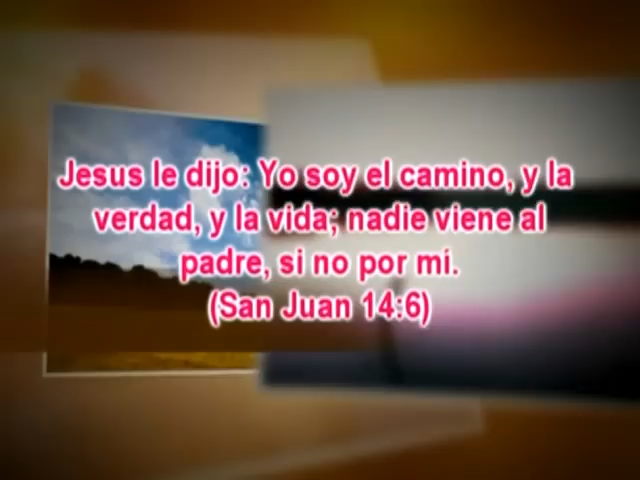 Jesus le dijo: Yo soy el camino, y la
verdad, y la vida; nadie viene al
padre, si no por mí.
(San Juan 14:6)